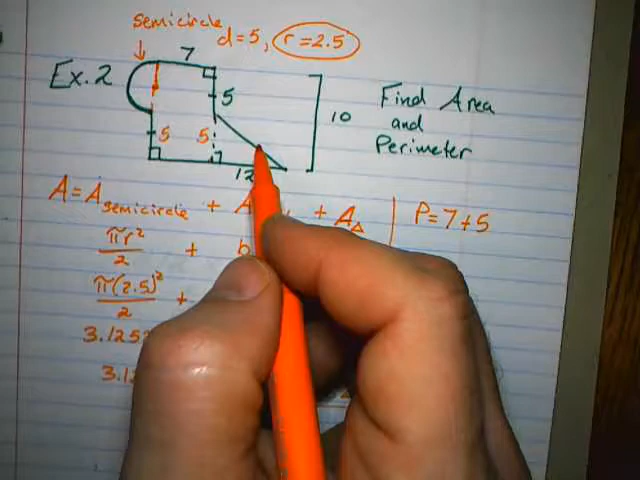 semicircle
d=5, r=2.5
7
Ex. 2
5
10
Find Area
and
Perimeter
5
5
12
A = A semicircle + A + A△
P=7+5
πr²/2 + b
π(2.5)²/2 +
3.125
3.1